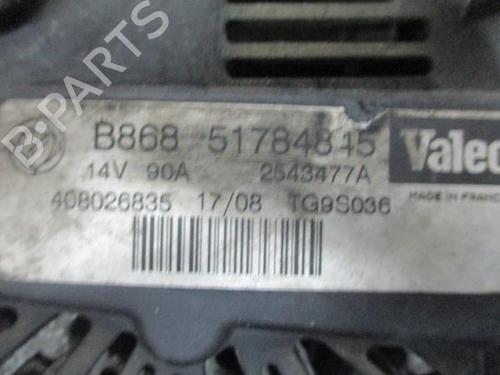 B-PARTS
B868 51784845
Valeo
14V 90A 2543477A
MADE IN FRANCE
408026835 17/08 TG9S036